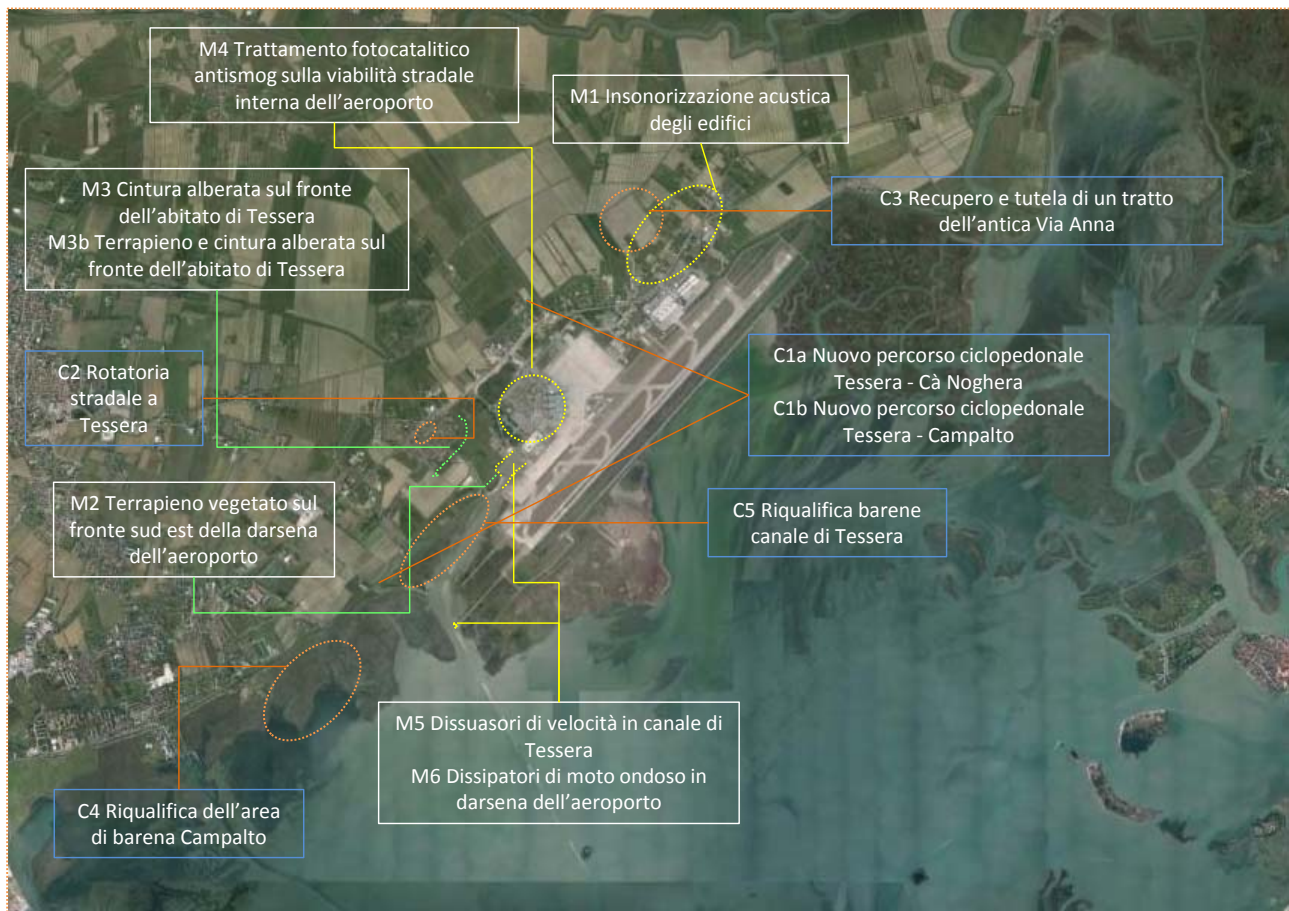 M4 Trattamento fotocatalitico
antismog sulla viabilità stradale
interna dell'aeroporto
M1 Insonorizzazione acustica
degli edifici
M3 Cintura alberata sul fronte
dell'abitato di Tessera
M3b Terrapieno e cintura alberata sul
fronte dell'abitato di Tessera
C3 Recupero e tutela di un tratto
dell'antica Via Anna
C2 Rotatoria
stradale a
Tessera
C1a Nuovo percorso ciclopedonale
Tessera - Cà Noghera
C1b Nuovo percorso ciclopedonale
Tessera - Campalto
M2 Terrapieno vegetato sul
fronte sud est della darsena
dell'aeroporto
C5 Riqualifica barene
canale di Tessera
M5 Dissuasori di velocità in canale di
Tessera
M6 Dissipatori di moto ondoso in
darsena dell'aeroporto
C4 Riqualifica dell'area
di barena Campalto